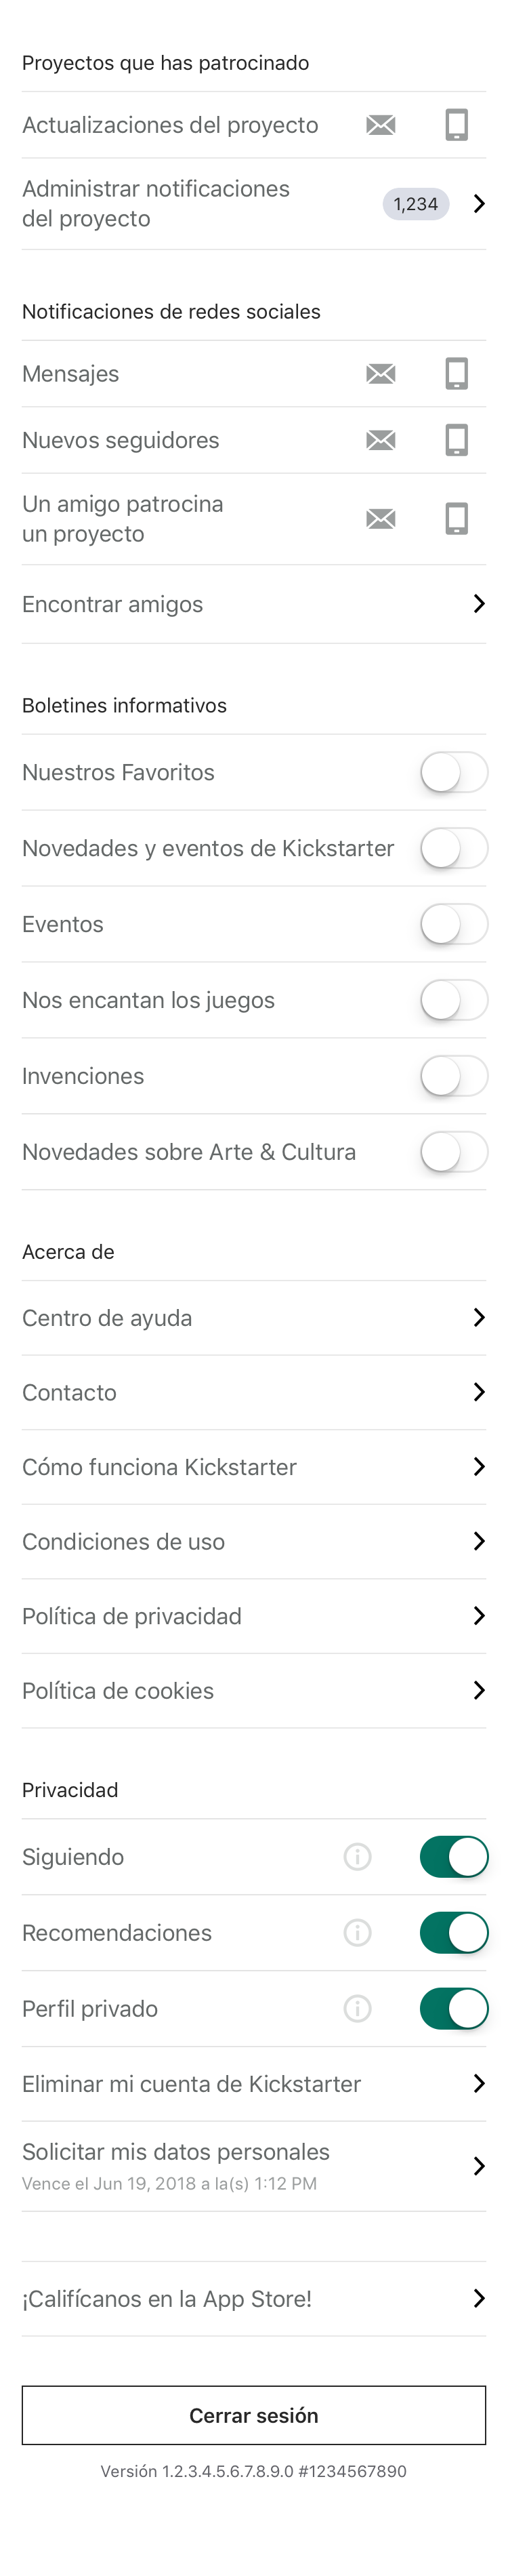 Proyectos que has patrocinado
Actualizaciones del proyecto
Administrar notificaciones
del proyecto
1,234
Notificaciones de redes sociales
Mensajes
Nuevos seguidores
Un amigo patrocina
un proyecto
Encontrar amigos
Boletines informativos
Nuestros Favoritos
Novedades y eventos de Kickstarter
Eventos
Nos encantan los juegos
Invenciones
Novedades sobre Arte & Cultura
Acerca de
Centro de ayuda
Contacto
Cómo funciona Kickstarter
Condiciones de uso
Política de privacidad
Política de cookies
Privacidad
Siguiendo
Recomendaciones
Perfil privado
Eliminar mi cuenta de Kickstarter
Solicitar mis datos personales
Vence el Jun 19, 2018 a la(s) 1:12 PM
¡Califícanos en la App Store!
Cerrar sesión
Versión 1.2.3.4.5.6.7.8.9.0 #1234567890